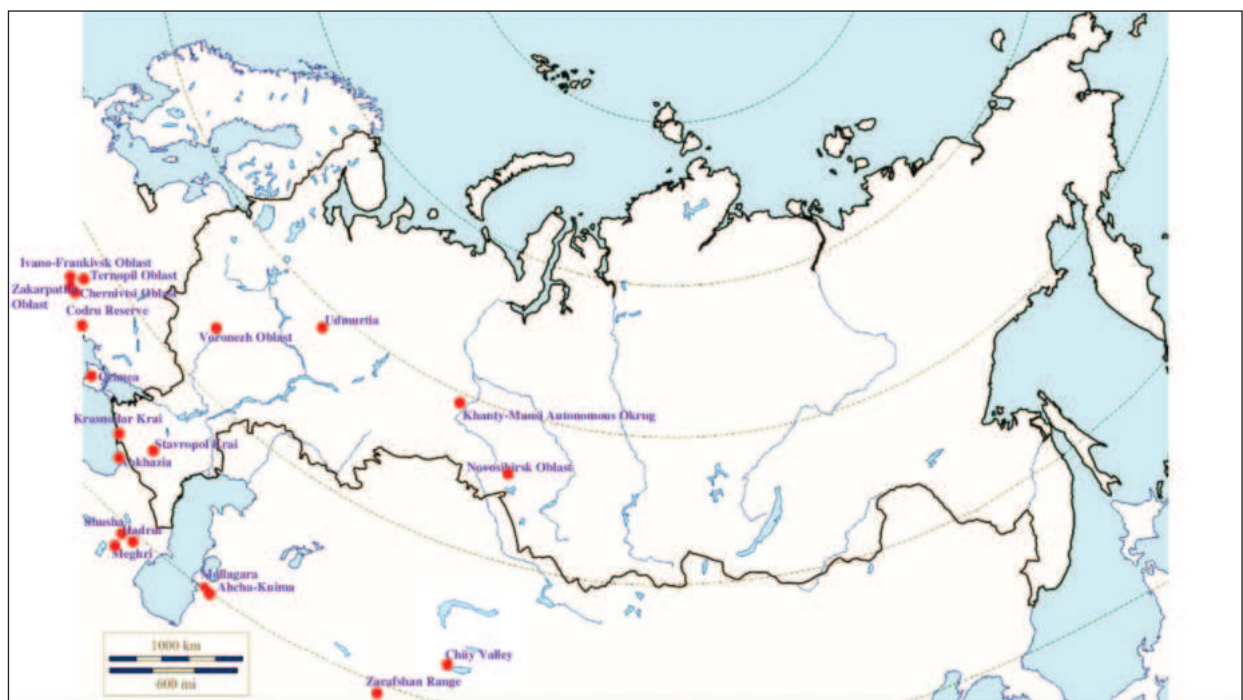 Ivano-Frankivsk Oblast
Ternopil Oblast
Zakarpattia
Oblast
Chernivtsi Oblast
Codru Reserve
Voronezh Oblast
Udmurtia
Crimea
Krasnodar Krai
Stavropol Krai
Abkhazia
Khanty-Mansi Autonomous Okrug
Novosibirsk Oblast
Shusha
Hadrut
Meghri
Mollagara
Ahcha-Kuima
Chüy Valley
Zarafshan Range
1000 km
600 mi